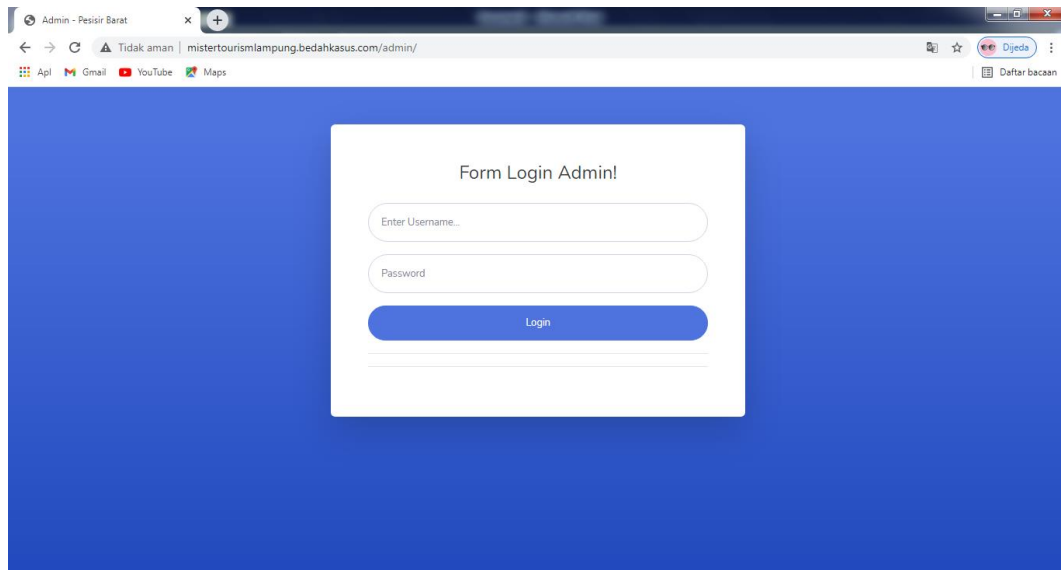 Admin - Pesisir Barat
Tidak aman | mistertourismlampung.bedahkasus.com/admin/
Dijeda
Apl Gmail YouTube Maps Daftar bacaan
Form Login Admin!
Enter Username...
Password
Login